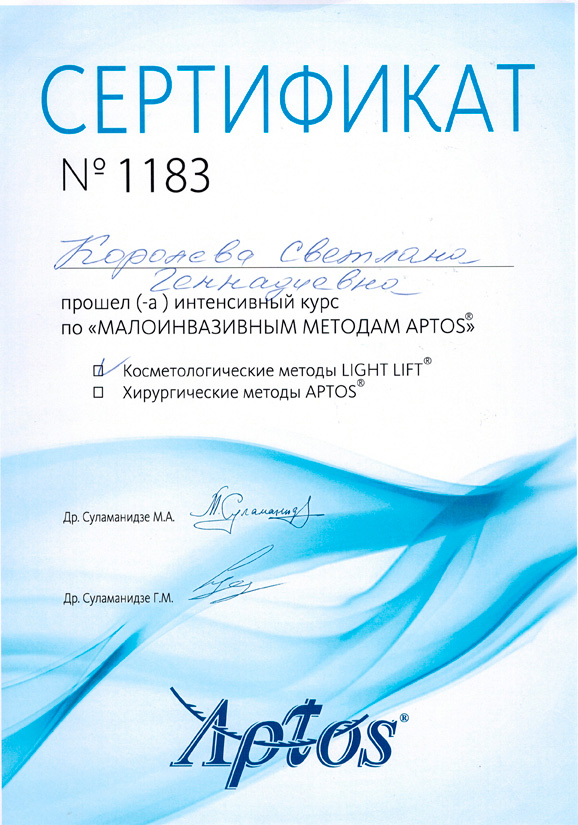 СЕРТИФИКАТ
№ 1183
Королева Светлана
Геннадиевна
прошел (-а ) интенсивный курс
по «МАЛОИНВАЗИВНЫМ МЕТОДАМ APTOS®»
Косметологические методы LIGHT LIFT®
Хирургические методы APTOS®
Др. Суламанидзе М.А.
М Суламанидз
Др. Суламанидзе Г.М.
Aptos®